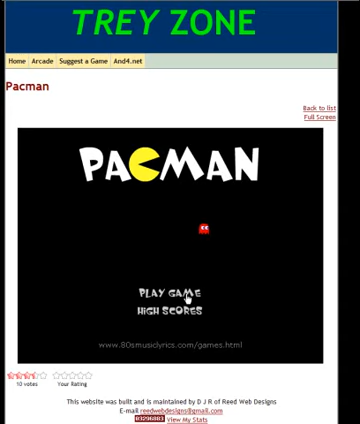 TREY ZONE
Home Arcade Suggest a Game And4.net
Pacman
Back to list
Full Screen
PACMAN
PLAY GAME
HIGH SCORES
www.80smusiclyrics.com/games.html
10 votes Your Rating
This website was built and is maintained by D J R of Reed Web Designs
E-mail reedwebdesigns@gmail.com
View My Stats